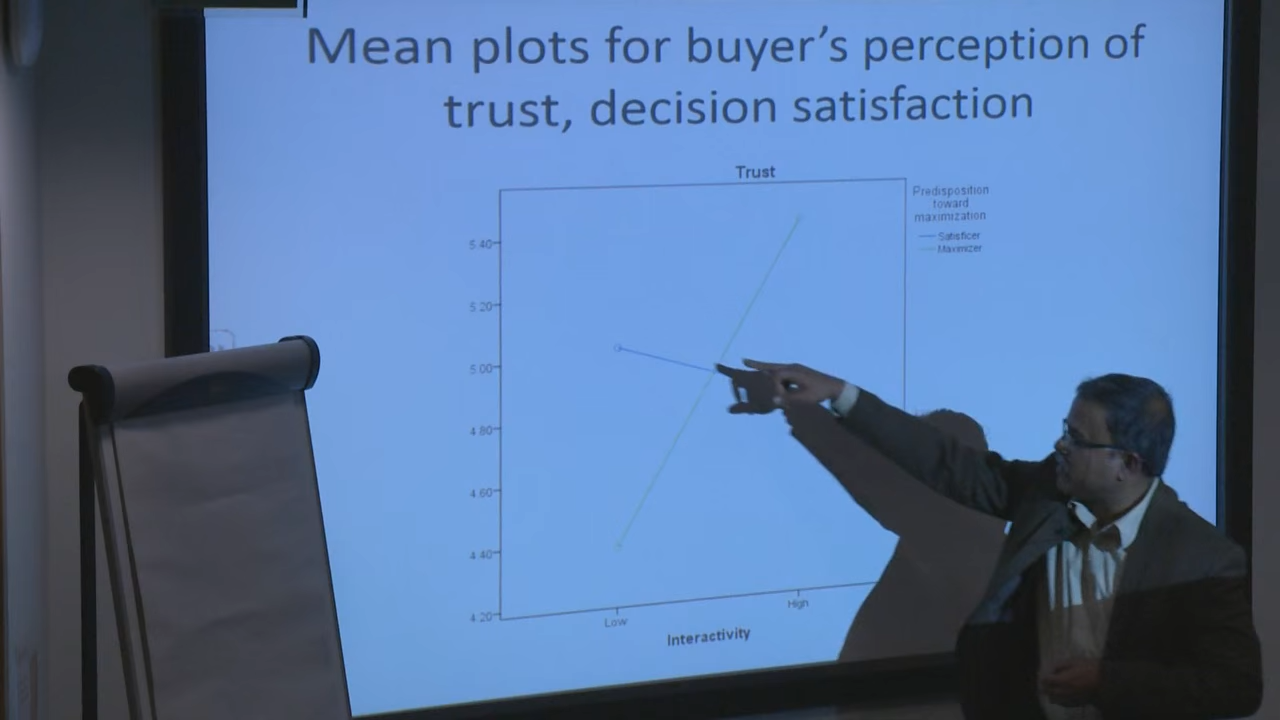 Mean plots for buyer's perception of
trust, decision satisfaction
Trust
Predisposition
toward
maximization
Satisficer
Maximizer
5.40
5.20
5.00
4.80
4.60
4.40
4.20
Low
High
Interactivity